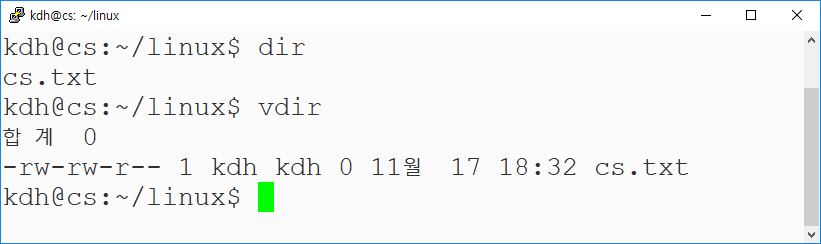 kdh@cs: ~/linux
kdh@cs:~/linux$ dir
cs.txt
kdh@cs:~/linux$ vdir
합계 0
-rw-rw-r-- 1 kdh kdh 0 11월 17 18:32 cs.txt
kdh@cs:~/linux$